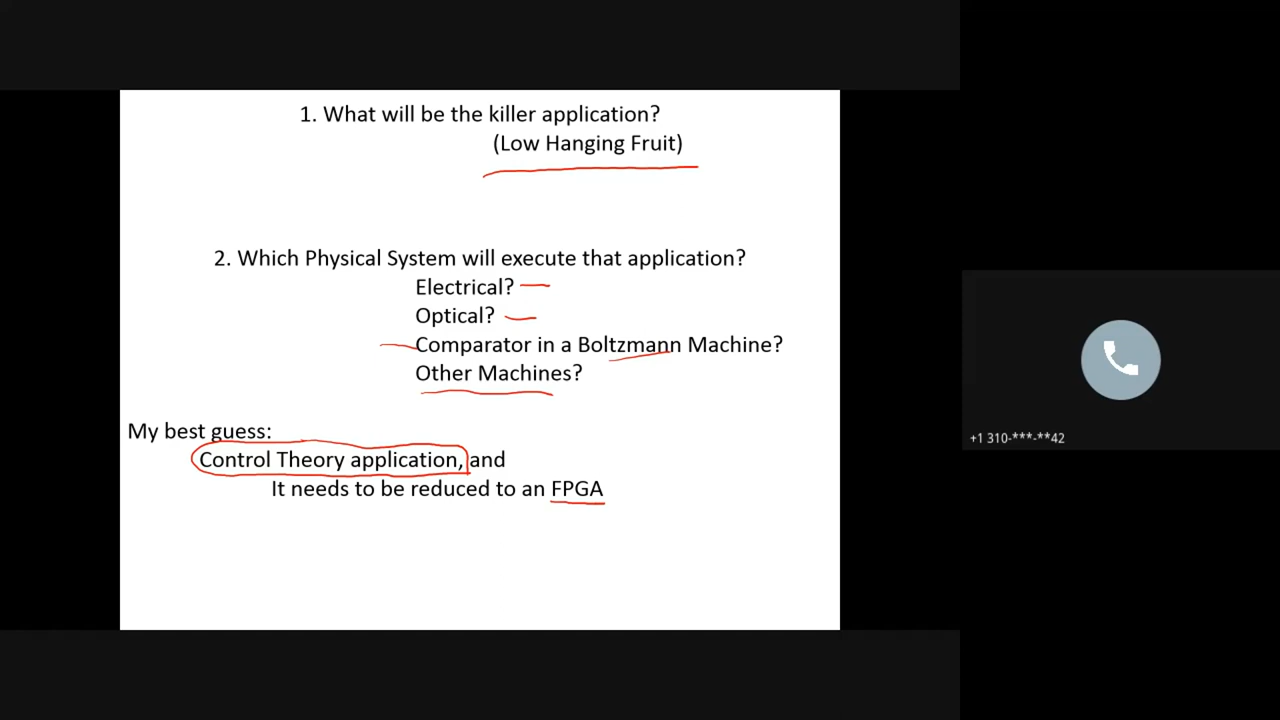 1. What will be the killer application?
(Low Hanging Fruit)
2. Which Physical System will execute that application?
Electrical?
Optical?
Comparator in a Boltzmann Machine?
Other Machines?
My best guess:
Control Theory application, and
It needs to be reduced to an FPGA
+1 310-***-**42